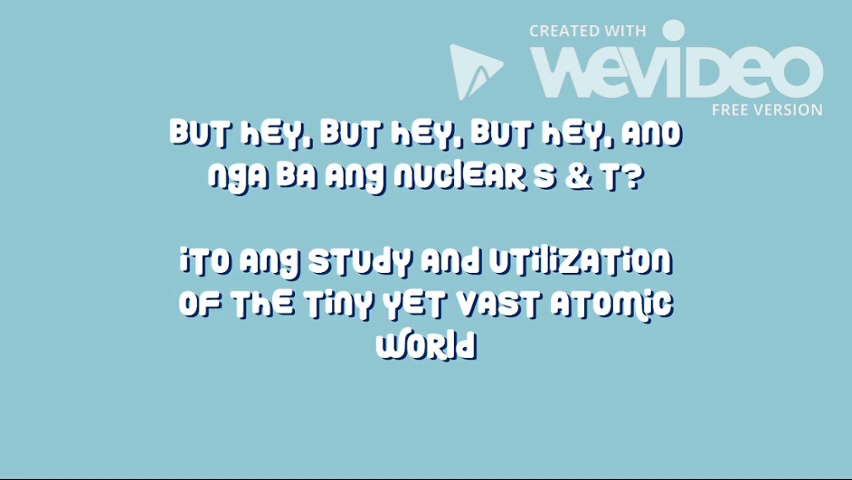 CREATED WITH
WEVIDEO
FREE VERSION
BUT HEY, BUT HEY, BUT HEY, ANO
NGA BA ANG NUCLEAR S & T?
ITO ANG STUDY AND UTILIZATION
OF THE TINY YET VAST ATOMIC
WORLD